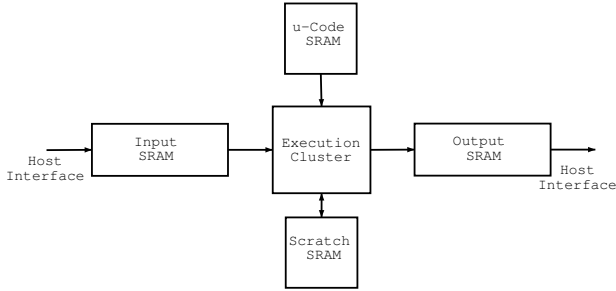 u-Code
SRAM
Input
SRAM
Execution
Cluster
Output
SRAM
Host
Interface
Host
Interface
Scratch
SRAM